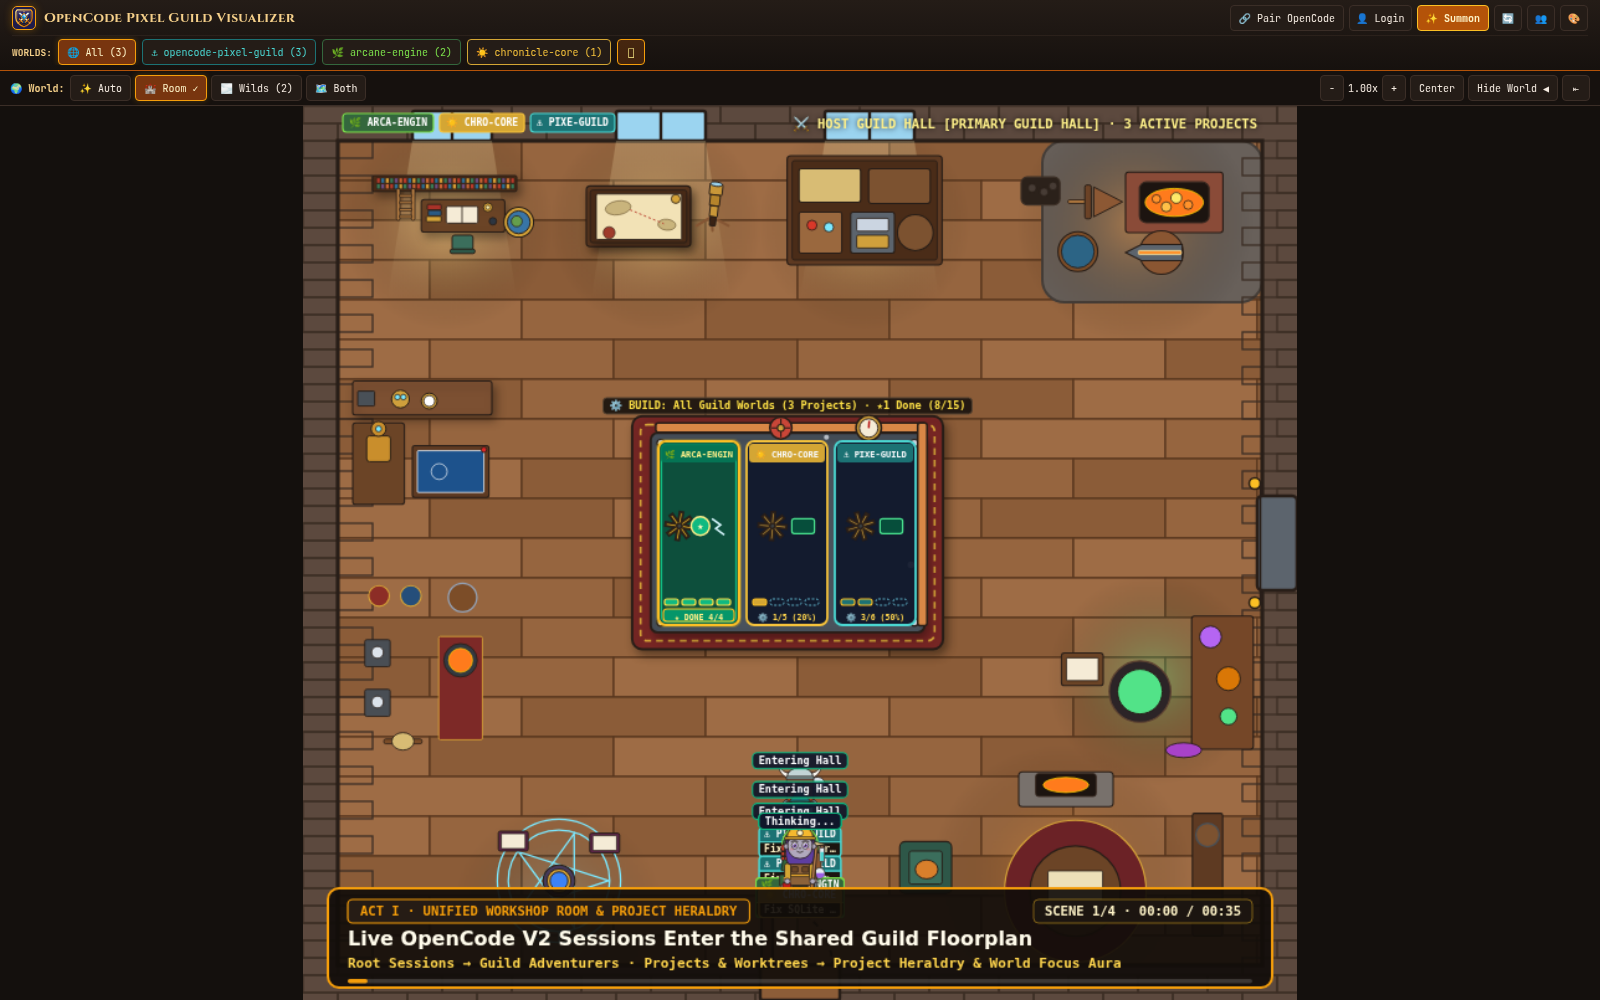 OpenCode Pixel Guild Visualizer
🔗 Pair OpenCode
👤 Login
✨ Summon
WORLDS:
🌐 All (3)
⚓ opencode-pixel-guild (3)
🌿 arcane-engine (2)
☀️ chronicle-core (1)
🌍 World:
✨ Auto
🏰 Room ✓
Wilds (2)
🗺️ Both
-
1.00x
+
Center
Hide World ◀
⇤
🌿 ARCA-ENGIN
☀️ CHRO-CORE
⚓ PIXE-GUILD
⚔️ HOST GUILD HALL [PRIMARY GUILD HALL] · 3 ACTIVE PROJECTS
⚙️ BUILD: All Guild Worlds (3 Projects) · ★1 Done (8/15)
🌿 ARCA-ENGIN
☀️ CHRO-CORE
⚓ PIXE-GUILD
★ DONE 4/4
⚙️ 1/5 (20%)
⚙️ 3/6 (50%)
Entering Hall
Entering Hall
Entering Hall
Thinking...
Fix SQLite …
ACT I · UNIFIED WORKSHOP ROOM & PROJECT HERALDRY
SCENE 1/4 · 00:00 / 00:35
Live OpenCode V2 Sessions Enter the Shared Guild Floorplan
Root Sessions → Guild Adventurers · Projects & Worktrees → Project Heraldry & World Focus Aura